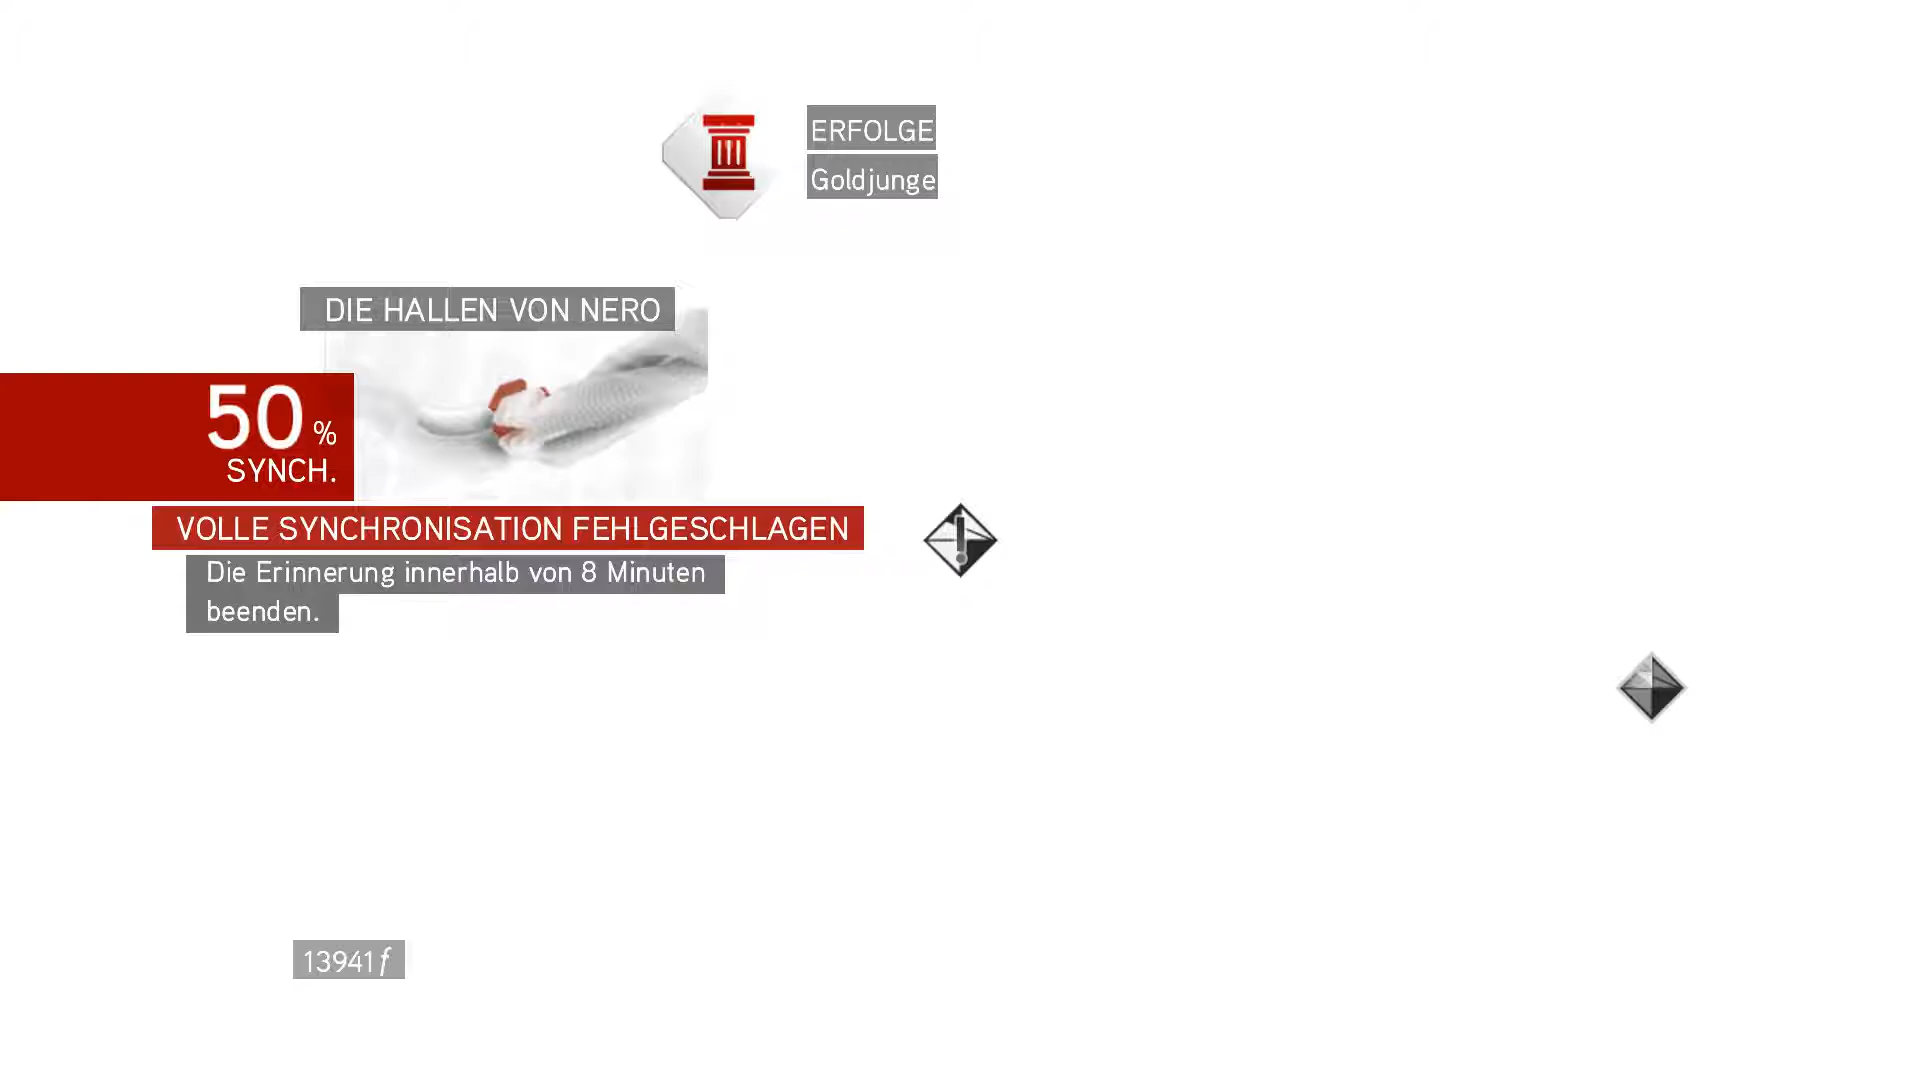 ERFOLGE
Goldjunge
DIE HALLEN VON NERO
50 %
SYNCH.
VOLLE SYNCHRONISATION FEHLGESCHLAGEN
Die Erinnerung innerhalb von 8 Minuten
beenden.
13941ƒ